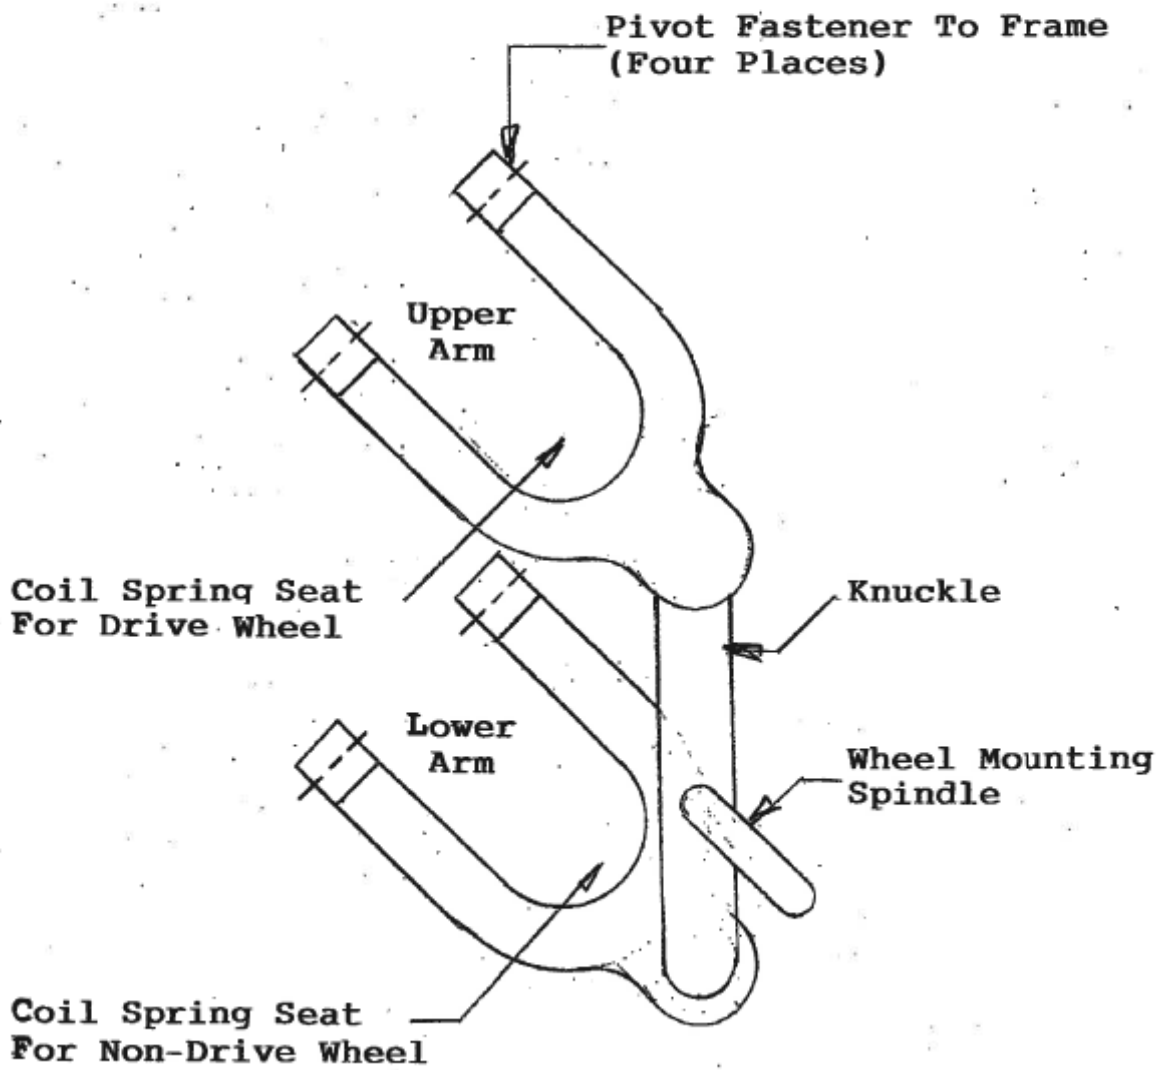 Pivot Fastener To Frame
(Four Places)
Upper
Arm
Coil Spring Seat
For Drive Wheel
Knuckle
Lower
Arm
Wheel Mounting
Spindle
Coil Spring Seat
For Non-Drive Wheel